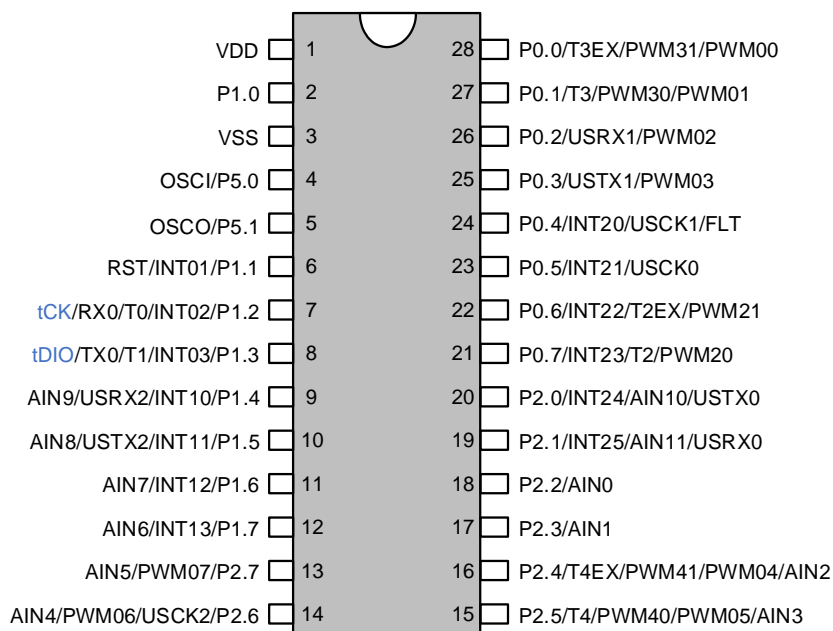 VDD 1 28 P0.0/T3EX/PWM31/PWM00
P1.0 2 27 P0.1/T3/PWM30/PWM01
VSS 3 26 P0.2/USRX1/PWM02
OSCI/P5.0 4 25 P0.3/USTX1/PWM03
OSCO/P5.1 5 24 P0.4/INT20/USCK1/FLT
RST/INT01/P1.1 6 23 P0.5/INT21/USCK0
tCK/RX0/T0/INT02/P1.2 7 22 P0.6/INT22/T2EX/PWM21
tDIO/TX0/T1/INT03/P1.3 8 21 P0.7/INT23/T2/PWM20
AIN9/USRX2/INT10/P1.4 9 20 P2.0/INT24/AIN10/USTX0
AIN8/USTX2/INT11/P1.5 10 19 P2.1/INT25/AIN11/USRX0
AIN7/INT12/P1.6 11 18 P2.2/AIN0
AIN6/INT13/P1.7 12 17 P2.3/AIN1
AIN5/PWM07/P2.7 13 16 P2.4/T4EX/PWM41/PWM04/AIN2
AIN4/PWM06/USCK2/P2.6 14 15 P2.5/T4/PWM40/PWM05/AIN3